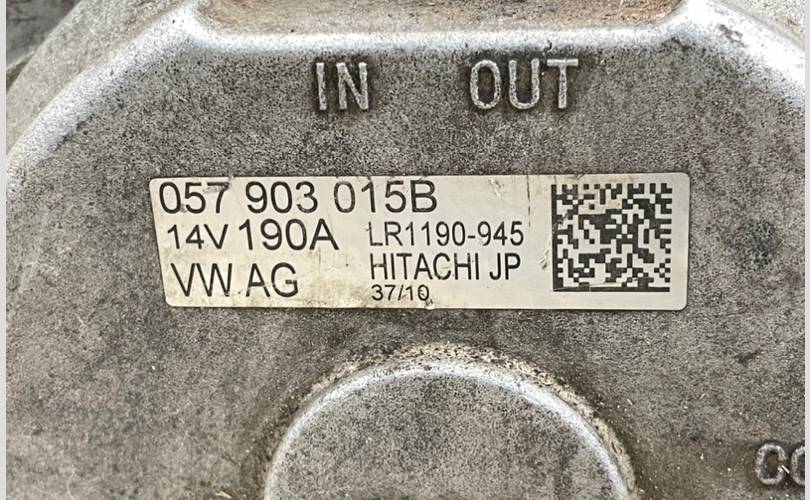 IN OUT
057 903 015B
14V 190A LR1190-945
VW AG HITACHI JP
37/10